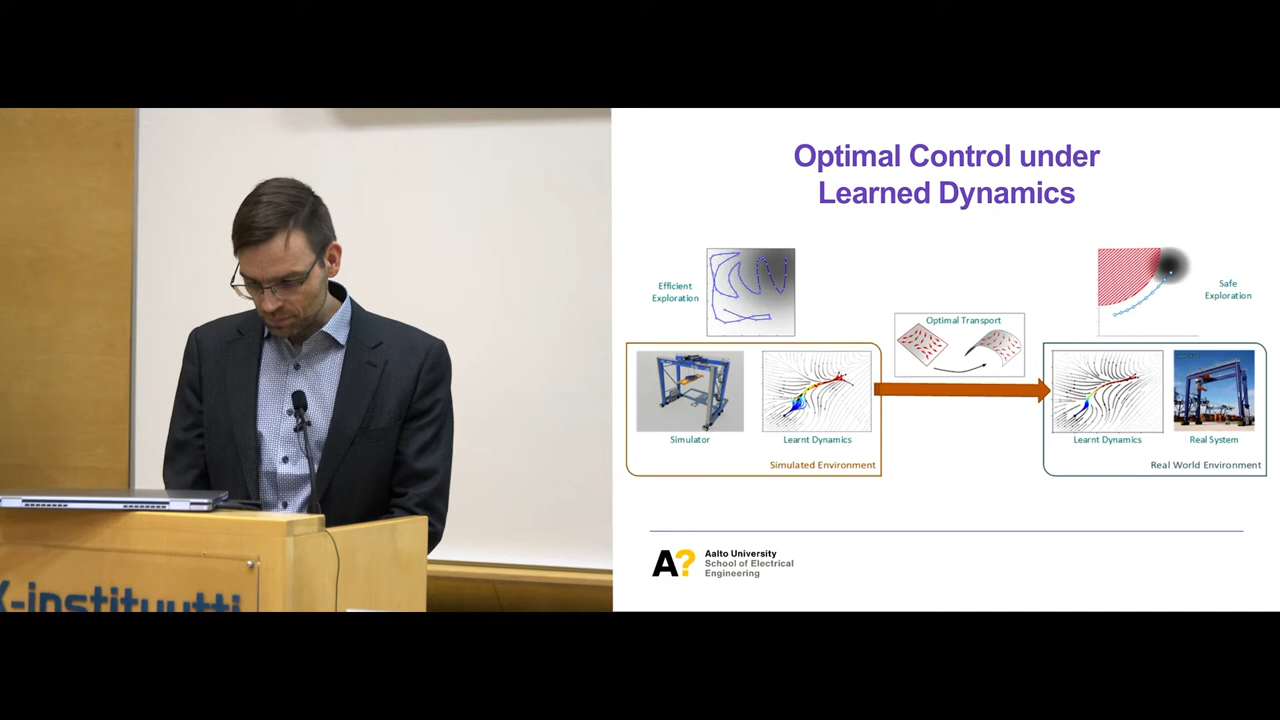 Optimal Control under
Learned Dynamics
Efficient
Exploration
Safe
Exploration
Optimal Transport
Simulator
Learnt Dynamics
Simulated Environment
Learnt Dynamics
Real System
Real World Environment
A?
Aalto University
School of Electrical
Engineering
K-instituutti